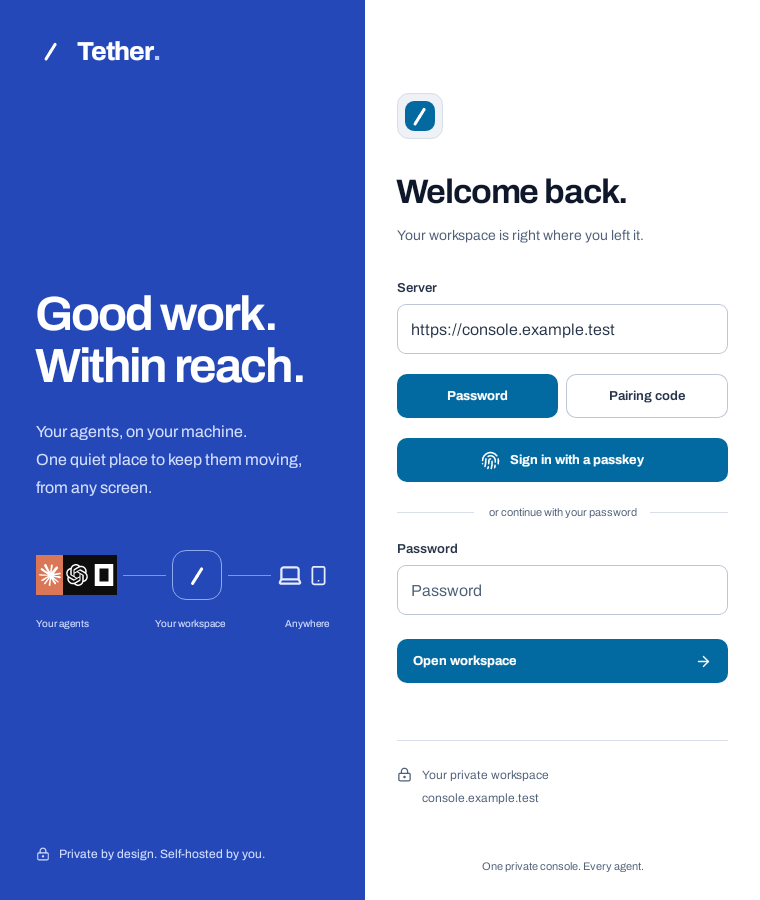 Tether.
Good work.
Within reach.
Your agents, on your machine.
One quiet place to keep them moving,
from any screen.
Your agents
Your workspace
Anywhere
Private by design. Self-hosted by you.
Welcome back.
Your workspace is right where you left it.
Server
https://console.example.test
Password
Pairing code
Sign in with a passkey
or continue with your password
Password
Password
Open workspace
Your private workspace
console.example.test
One private console. Every agent.